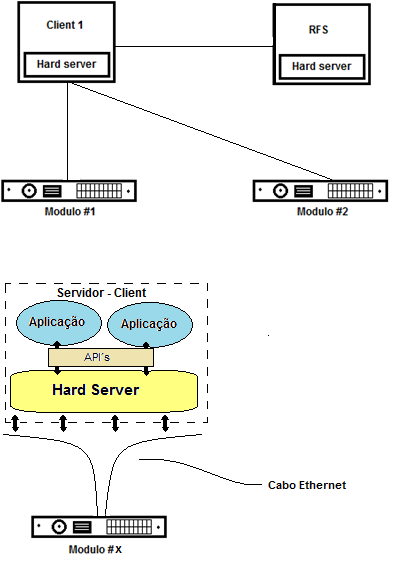 Client 1
RFS
Hard server
Hard server
Modulo #1
Modulo #2
Servidor - Client
Aplicação
Aplicação
API´s
Hard Server
Cabo Ethernet
Modulo #X